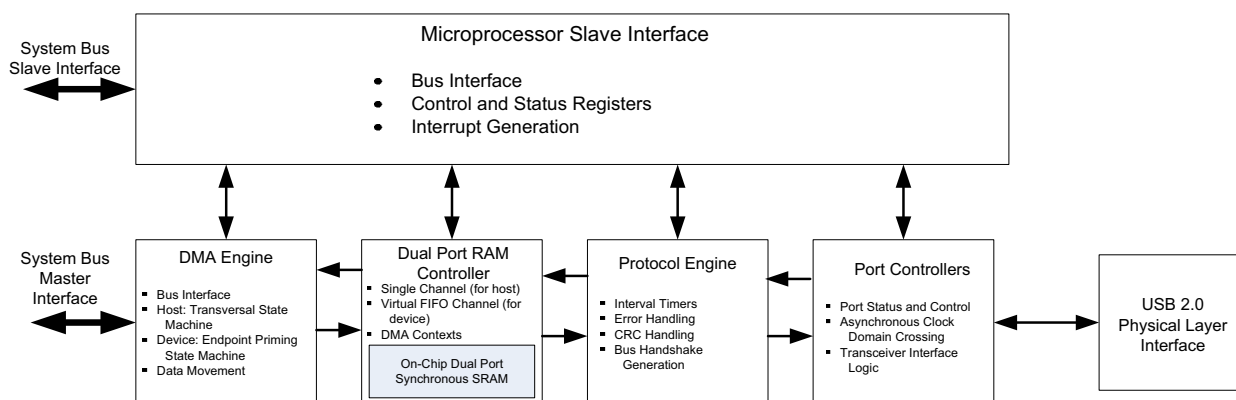 Microprocessor Slave Interface
System Bus
Slave Interface
• Bus Interface
• Control and Status Registers
• Interrupt Generation
System Bus
Master
Interface
DMA Engine
▪ Bus Interface
▪ Host: Transversal State
Machine
▪ Device: Endpoint Priming
State Machine
▪ Data Movement
Dual Port RAM
Controller
▪ Single Channel (for host)
▪ Virtual FIFO Channel (for
device)
▪ DMA Contexts
On-Chip Dual Port
Synchronous SRAM
Protocol Engine
▪ Interval Timers
▪ Error Handling
▪ CRC Handling
▪ Bus Handshake
Generation
Port Controllers
▪ Port Status and Control
▪ Asynchronous Clock
Domain Crossing
▪ Transceiver Interface
Logic
USB 2.0
Physical Layer
Interface